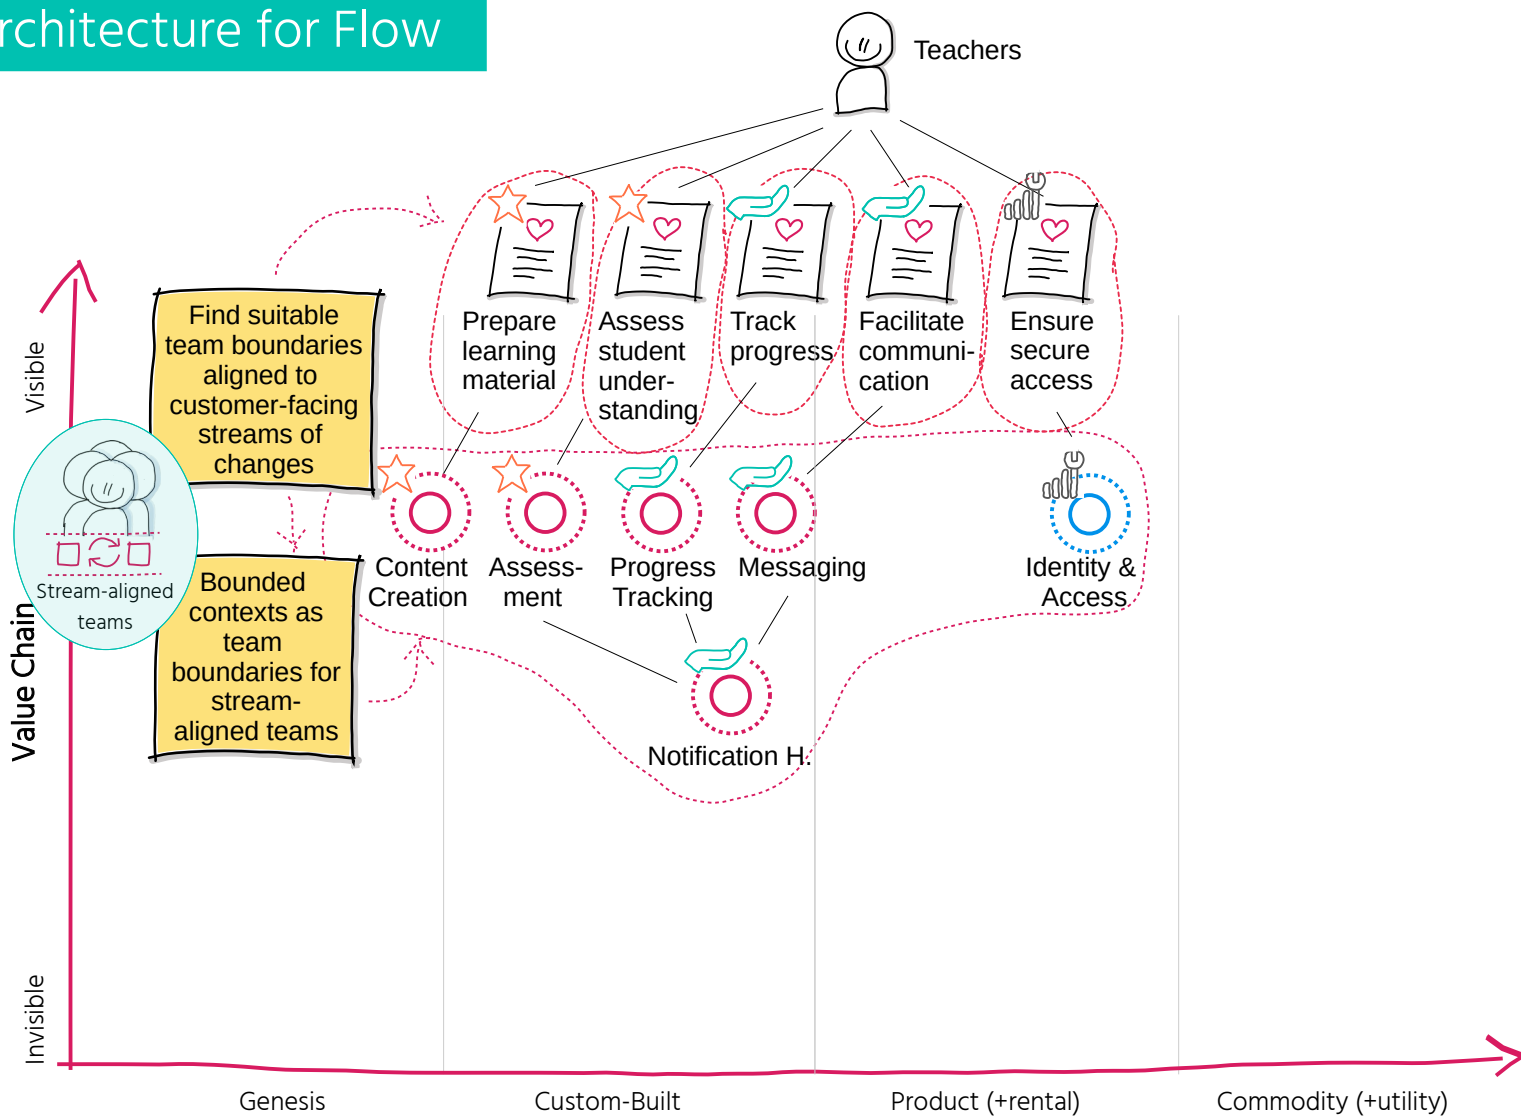 rchitecture for Flow
Teachers
Find suitable
team boundaries
aligned to
customer-facing
streams of
changes
Prepare
learning
material
Assess
student
under-
standing
Track
progress
Facilitate
communi-
cation
Ensure
secure
access
Visible
Stream-aligned
teams
Bounded
contexts as
team
boundaries for
stream-
aligned teams
Content
Creation
Assess-
ment
Progress
Tracking
Messaging
Identity &
Access
Notification H.
Value Chain
Invisible
Genesis
Custom-Built
Product (+rental)
Commodity (+utility)